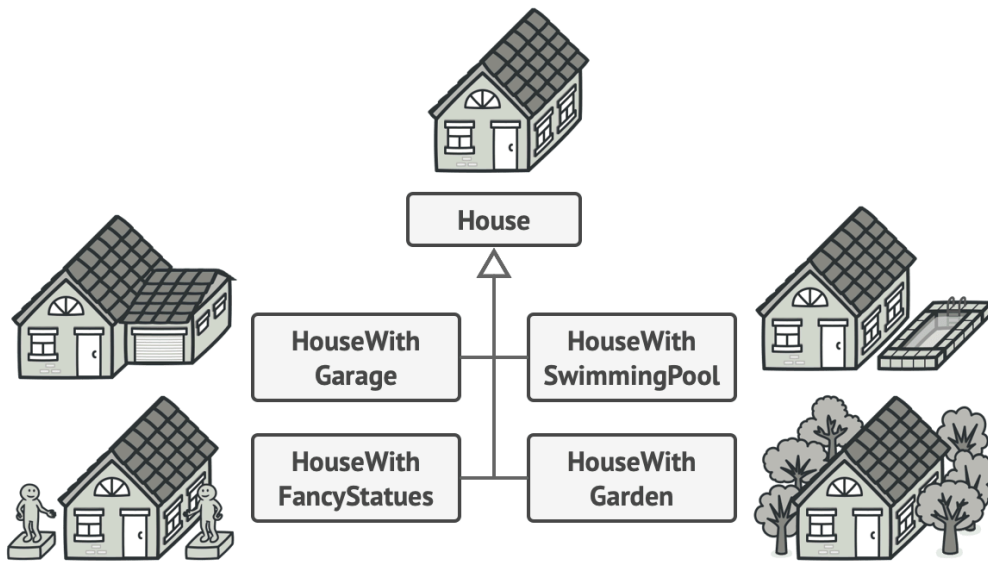 House
HouseWith
Garage
HouseWith
SwimmingPool
HouseWith
FancyStatues
HouseWith
Garden